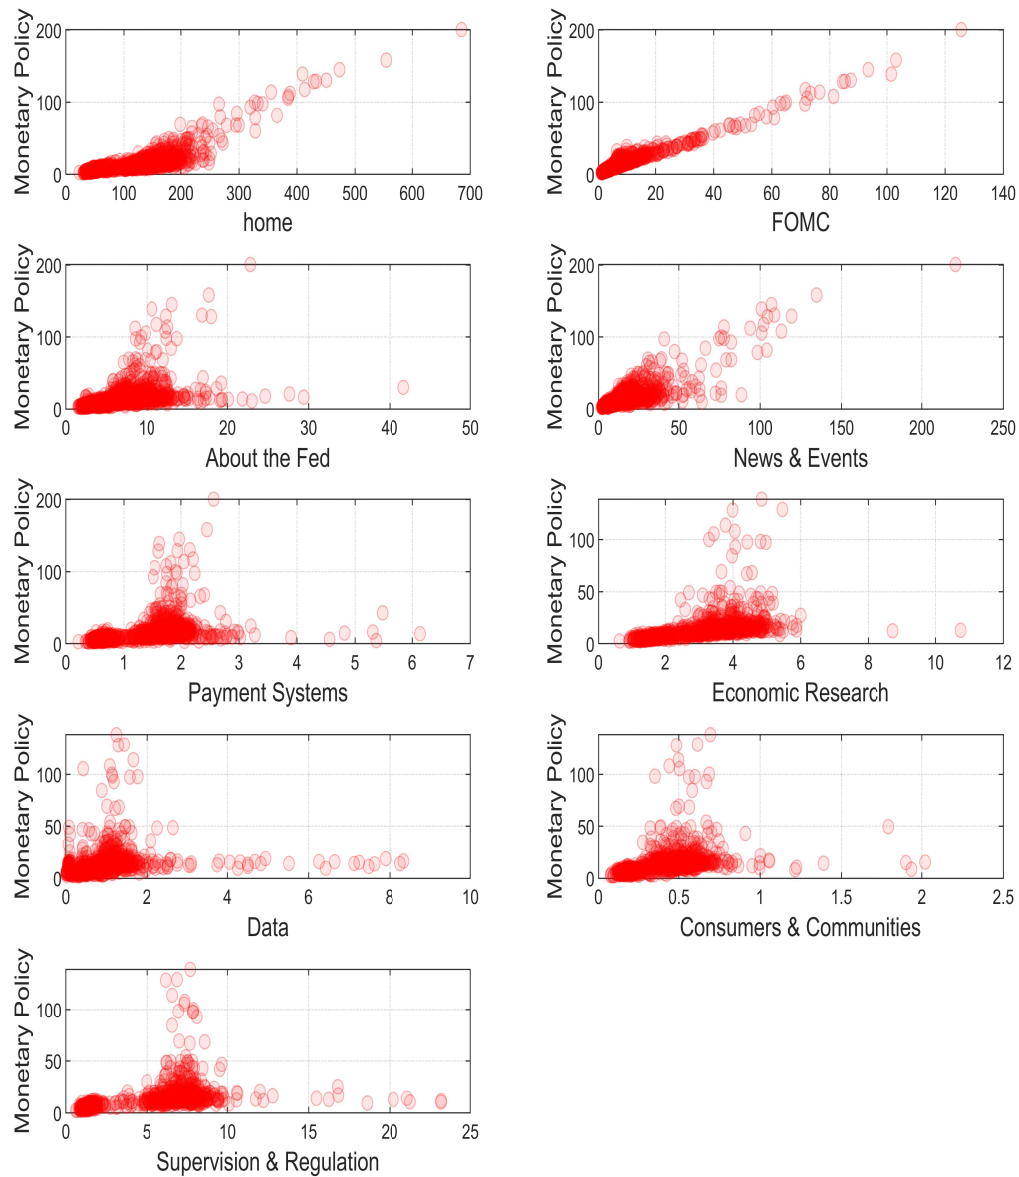 Monetary Policy
200
100
0
0 100 200 300 400 500 600 700
home
Monetary Policy
200
100
0
0 20 40 60 80 100 120 140
FOMC
Monetary Policy
200
100
0
0 10 20 30 40 50
About the Fed
Monetary Policy
200
100
0
0 50 100 150 200 250
News & Events
Monetary Policy
200
100
0
0 1 2 3 4 5 6 7
Payment Systems
Monetary Policy
100
50
0
0 2 4 6 8 10 12
Economic Research
Monetary Policy
100
50
0
0 2 4 6 8 10
Data
Monetary Policy
100
50
0
0 0.5 1 1.5 2 2.5
Consumers & Communities
Monetary Policy
100
50
0
0 5 10 15 20 25
Supervision & Regulation